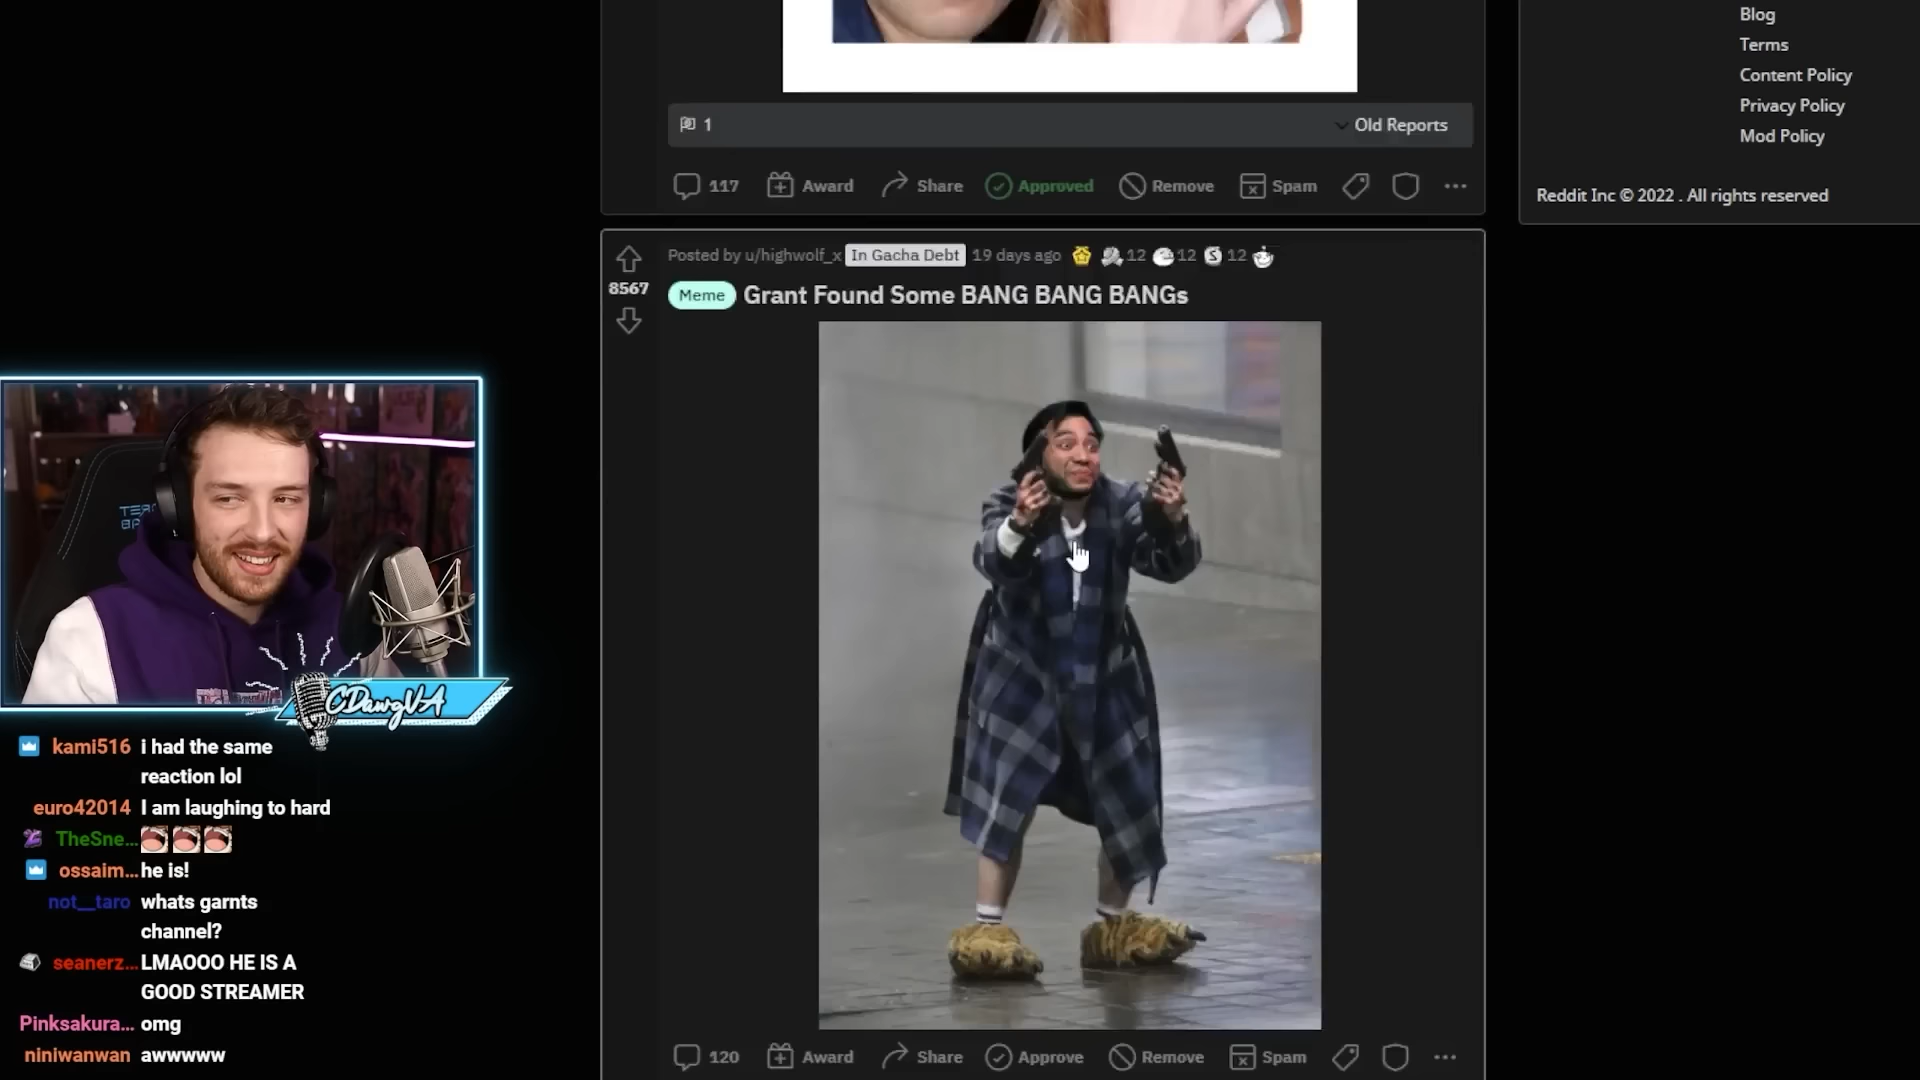 Blog
Terms
Content Policy
Privacy Policy
Mod Policy
Reddit Inc © 2022 . All rights reserved
1
Old Reports
117 Award Share Approved Remove Spam
Posted by u/highwolf_x In Gacha Debt 19 days ago 12 12 S 12
8567
Meme Grant Found Some BANG BANG BANGs
CDawgVA
kami516 i had the same
reaction lol
euro42014 I am laughing to hard
TheSne...
ossaim... he is!
not__taro whats garnts
channel?
seanerz... LMAOOO HE IS A
GOOD STREAMER
Pinksakura... omg
niniwanwan awwwww
120 Award Share Approve Remove Spam